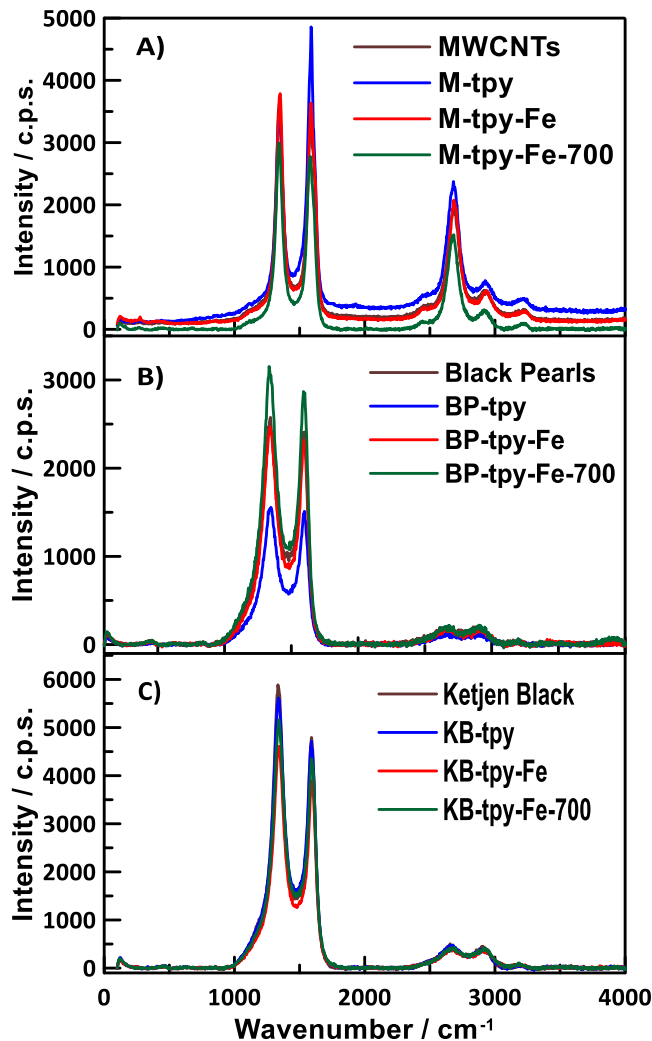 A)
MWCNTs
M-tpy
M-tpy-Fe
M-tpy-Fe-700
5000
4000
3000
2000
1000
0
Intensity / c.p.s.
B)
Black Pearls
BP-tpy
BP-tpy-Fe
BP-tpy-Fe-700
3000
2000
1000
0
Intensity / c.p.s.
C)
Ketjen Black
KB-tpy
KB-tpy-Fe
KB-tpy-Fe-700
6000
5000
4000
3000
2000
1000
0
Intensity / c.p.s.
0 1000 2000 3000 4000
Wavenumber / cm⁻¹